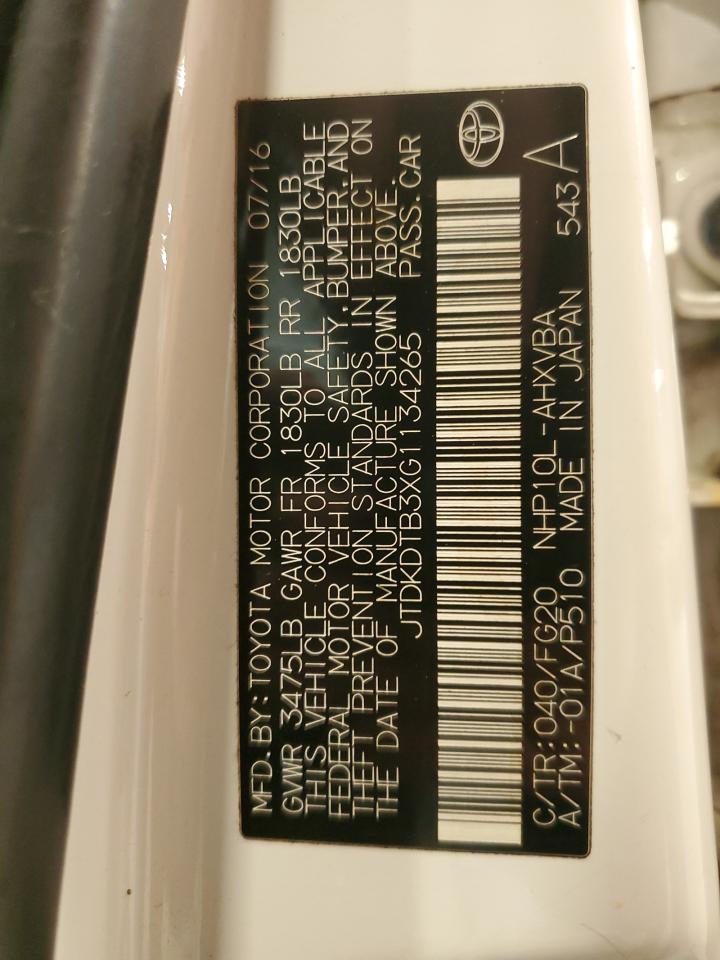 MFD.BY:TOYOTA MOTOR CORPORATION 07/16
GVWR 3475LB GAWR FR 1830LB RR 1830LB
THIS VEHICLE CONFORMS TO ALL APPLICABLE
FEDERAL MOTOR VEHICLE SAFETY,BUMPER,AND
THEFT PREVENTION STANDARDS IN EFFECT ON
THE DATE OF MANUFACTURE SHOWN ABOVE.
JTDKDTB3XG1134265 PASS.CAR
C/TR:040/FG20 NHP10L-AHXVBA
A/TM:-01A/P510 MADE IN JAPAN 543 A